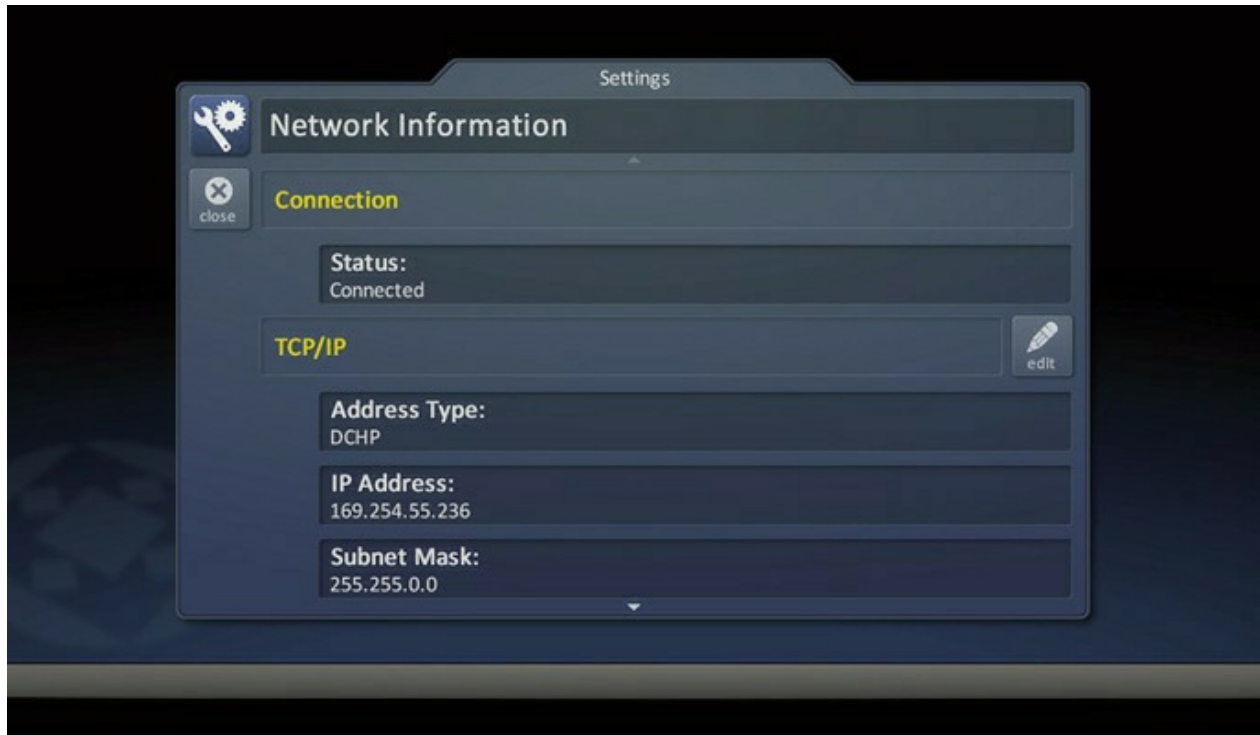 Settings
Network Information
close
Connection
Status:
Connected
TCP/IP
edit
Address Type:
DCHP
IP Address:
169.254.55.236
Subnet Mask:
255.255.0.0